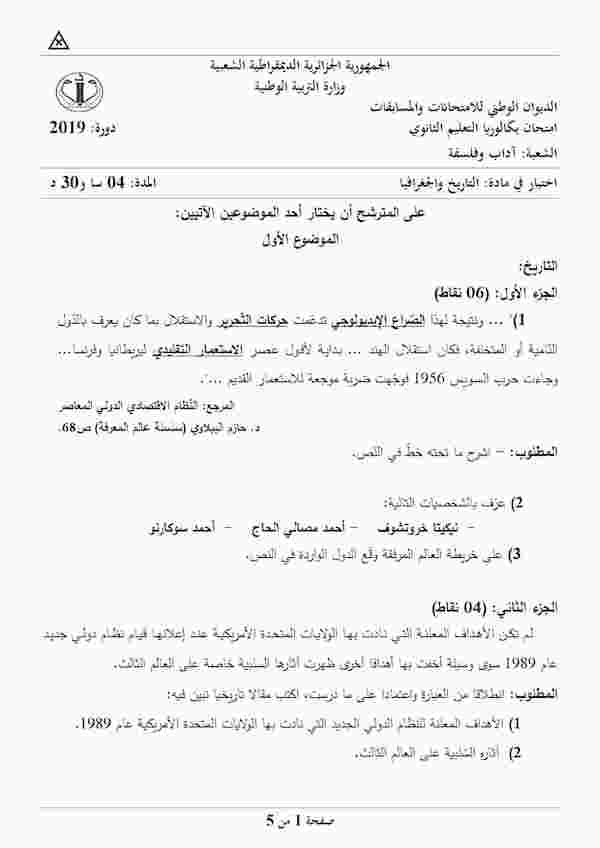 الجمهورية الجزائرية الديمقراطية الشعبية
وزارة التربية الوطنية
الديوان الوطني للامتحانات والمسابقات
امتحان بكالوريا التعليم الثانوي
دورة: 2019
الشعبة: آداب وفلسفة
اختبار في مادة: التاريخ والجغرافيا
المدة: 04 سا و30 د
على المترشح أن يختار أحد الموضوعين الآتيين:
الموضوع الأول
التاريخ:
الجزء الأول: (06 نقاط)
1) "... ونتيجة لهذا الصّراع الإيديولوجي تدعمت حركات التّحرير والاستقلال بما كان يعرف بالدّول
النّامية أو المتخلفة، فكان استقلال الهند ... بداية لأفول عصر الاستعمار التقليدي لبريطانيا وفرنسا...
وجاءت حرب السويس 1956 فوجّهت ضربة موجعة للاستعمار القديم ...".
المرجع: النّظام الاقتصادي الدولي المعاصر
د. حازم الببلاوي (سلسلة عالم المعرفة) ص68.
المطلوب: - اشرح ما تحته خطّ في النّص.
2) عرّف بالشخصيات التالية:
- نيكيتا خروتشوف - أحمد مصالي الحاج - أحمد سوكارنو
3) على خريطة العالم المرفقة وقّع الدول الواردة في النص.
الجزء الثاني: (04 نقاط)
لم تكن الأهداف المعلنة التي نادت بها الولايات المتحدة الأمريكية عند إعلانها قيام نظام دولي جديد
عام 1989 سوى وسيلة أخفت بها أهدافا أخرى ظهرت آثارها السلبية خاصة على العالم الثالث.
المطلوب: انطلاقا من العبارة واعتمادا على ما درست، اكتب مقالا تاريخيا تبين فيه:
1) الأهداف المعلنة للنظام الدولي الجديد التي نادت بها الولايات المتحدة الأمريكية عام 1989.
2) آثاره السّلبية على العالم الثالث.
صفحة 1 من 5